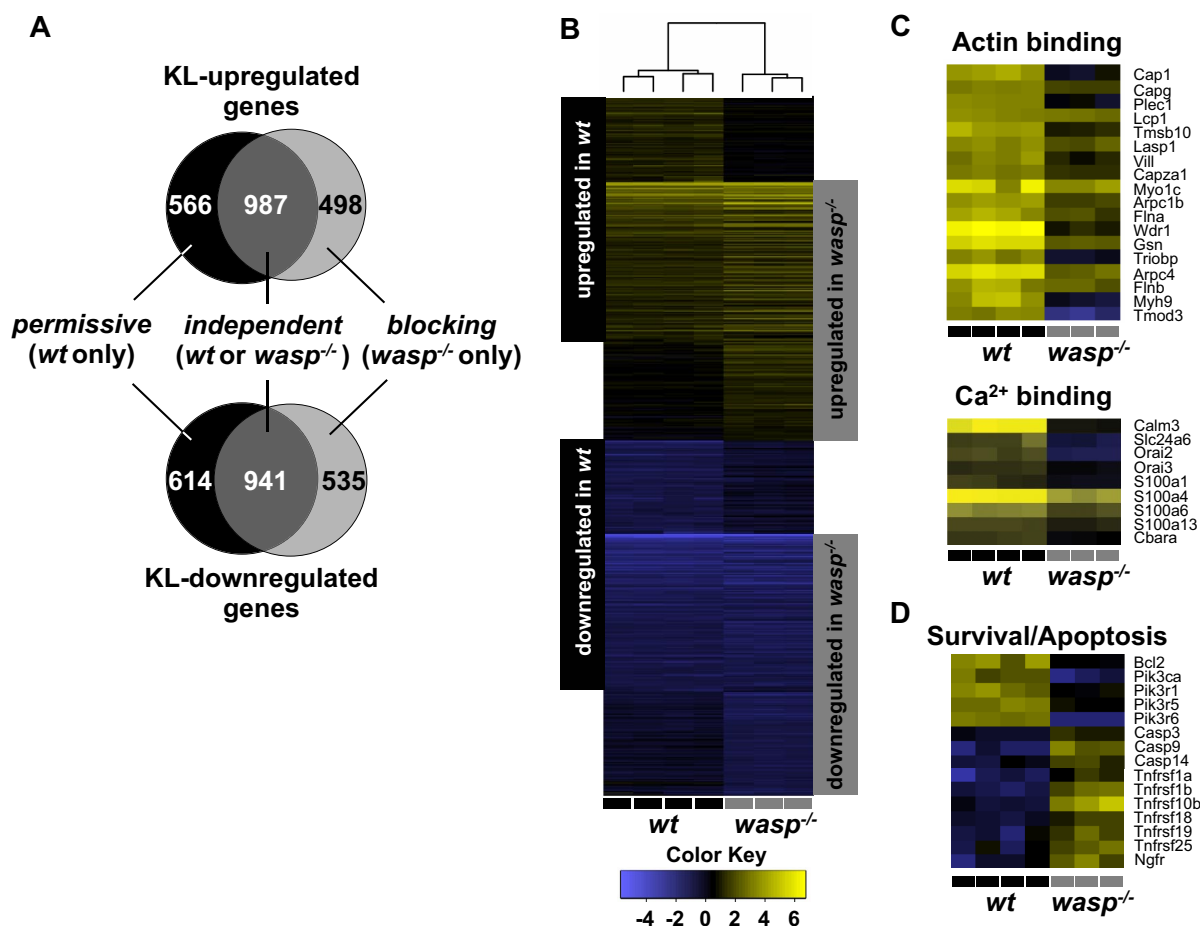 A
KL-upregulated
genes
566 987 498
permissive
(wt only)
independent
(wt or wasp-/-)
blocking
(wasp-/- only)
614 941 535
KL-downregulated
genes
B
upregulated in wt
upregulated in wasp-/-
downregulated in wt
downregulated in wasp-/-
wt wasp-/-
Color Key
-4 -2 0 2 4 6
C
Actin binding
Cap1
Capg
Plec1
Lcp1
Tmsb10
Lasp1
Vill
Capza1
Myo1c
Arpc1b
Flna
Wdr1
Gsn
Triobp
Arpc4
Flnb
Myh9
Tmod3
wt wasp-/-
Ca2+ binding
Calm3
Slc24a6
Orai2
Orai3
S100a1
S100a4
S100a6
S100a13
Cbara
wt wasp-/-
D
Survival/Apoptosis
Bcl2
Pik3ca
Pik3r1
Pik3r5
Pik3r6
Casp3
Casp9
Casp14
Tnfrsf1a
Tnfrsf1b
Tnfrsf10b
Tnfrsf18
Tnfrsf19
Tnfrsf25
Ngfr
wt wasp-/-